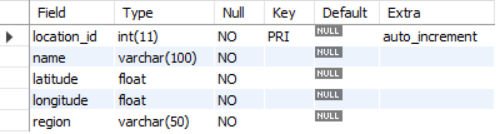 Field Type Null Key Default Extra
location_id int(11) NO PRI NULL auto_increment
name varchar(100) NO NULL
latitude float NO NULL
longitude float NO NULL
region varchar(50) NO NULL